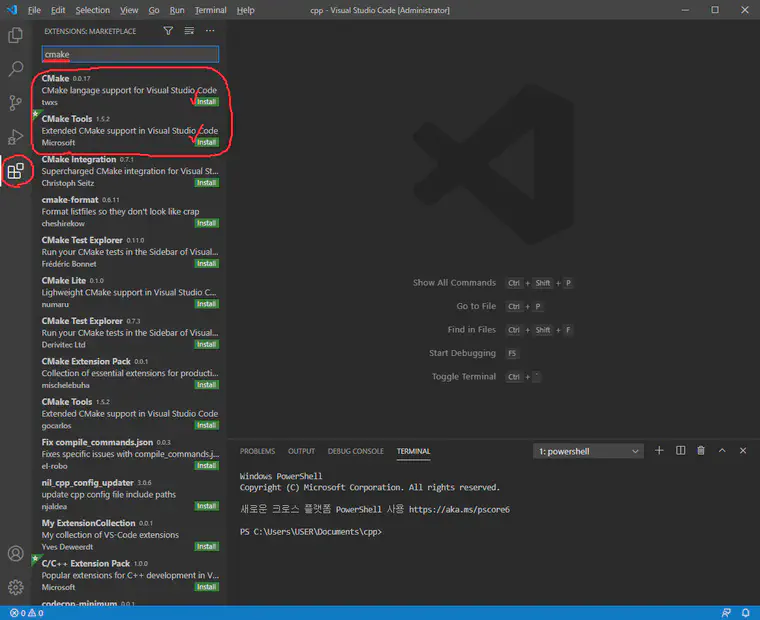 File Edit Selection View Go Run Terminal Help
cpp - Visual Studio Code [Administrator]
EXTENSIONS: MARKETPLACE
cmake
CMake 0.0.17
CMake langage support for Visual Studio Code
twxs
Install
CMake Tools 1.5.2
Extended CMake support in Visual Studio Code
Microsoft
Install
CMake Integration 0.7.1
Supercharged CMake integration for Visual St...
Christoph Seitz
Install
cmake-format 0.6.11
Format listfiles so they don't look like crap
cheshirekow
Install
CMake Test Explorer 0.11.0
Run your CMake tests in the Sidebar of Visual...
Frédéric Bonnet
Install
CMake Lite 0.1.0
Lighweight CMake support in Visual Studio C...
numaru
Install
CMake Test Explorer 0.7.3
Run your CMake tests in the Sidebar of Visual...
Derivitec Ltd
Install
CMake Extension Pack 0.0.1
Collection of essential extensions for producti...
mischelebuha
Install
CMake Tools 1.5.2
Extended CMake support in Visual Studio Code
gocarlos
Install
Fix compile_commands.json 0.0.3
Fixes specific issues with compile_commands.j...
el-robo
Install
nil_cpp_config_updater 3.0.6
update cpp config file include paths
njaldea
Install
My ExtensionCollection 0.0.1
My collection of VS-Code extensions
Yves Deweerdt
Install
C/C++ Extension Pack 1.0.0
Popular extensions for C++ development in V...
Microsoft
Install
codecpp-minimum 0.0.1
Show All Commands Ctrl + Shift + P
Go to File Ctrl + P
Find in Files Ctrl + Shift + F
Start Debugging F5
Toggle Terminal Ctrl + `
PROBLEMS OUTPUT DEBUG CONSOLE TERMINAL
1: powershell
Windows PowerShell
Copyright (C) Microsoft Corporation. All rights reserved.
새로운 크로스 플랫폼 PowerShell 사용 https://aka.ms/pscore6
PS C:\Users\USER\Documents\cpp>
0 0